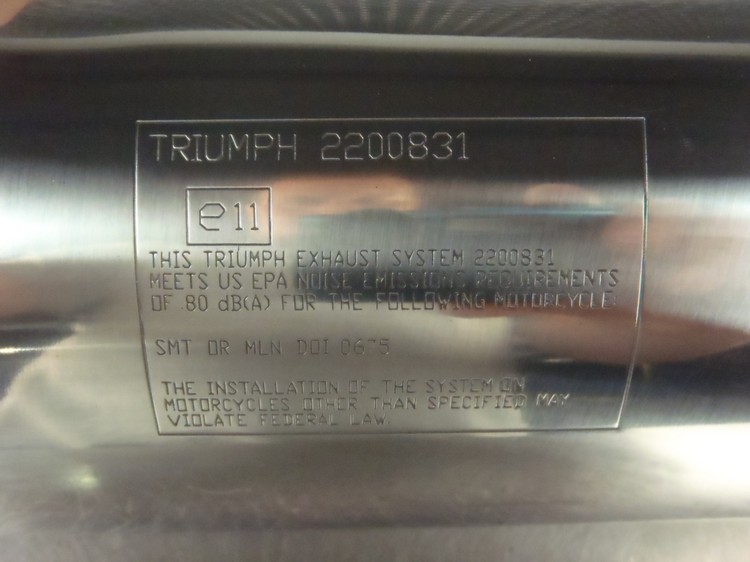 TRIUMPH 2200831
e11
THIS TRIUMPH EXHAUST SYSTEM 2200831
MEETS US EPA NOISE EMISSIONS REQUIREMENTS
OF 80 dB(A) FOR THE FOLLOWING MOTORCYCLE:
SMT OR MLN DOI 0675
THE INSTALLATION OF THE SYSTEM ON
MOTORCYCLES OTHER THAN SPECIFIED MAY
VIOLATE FEDERAL LAW.